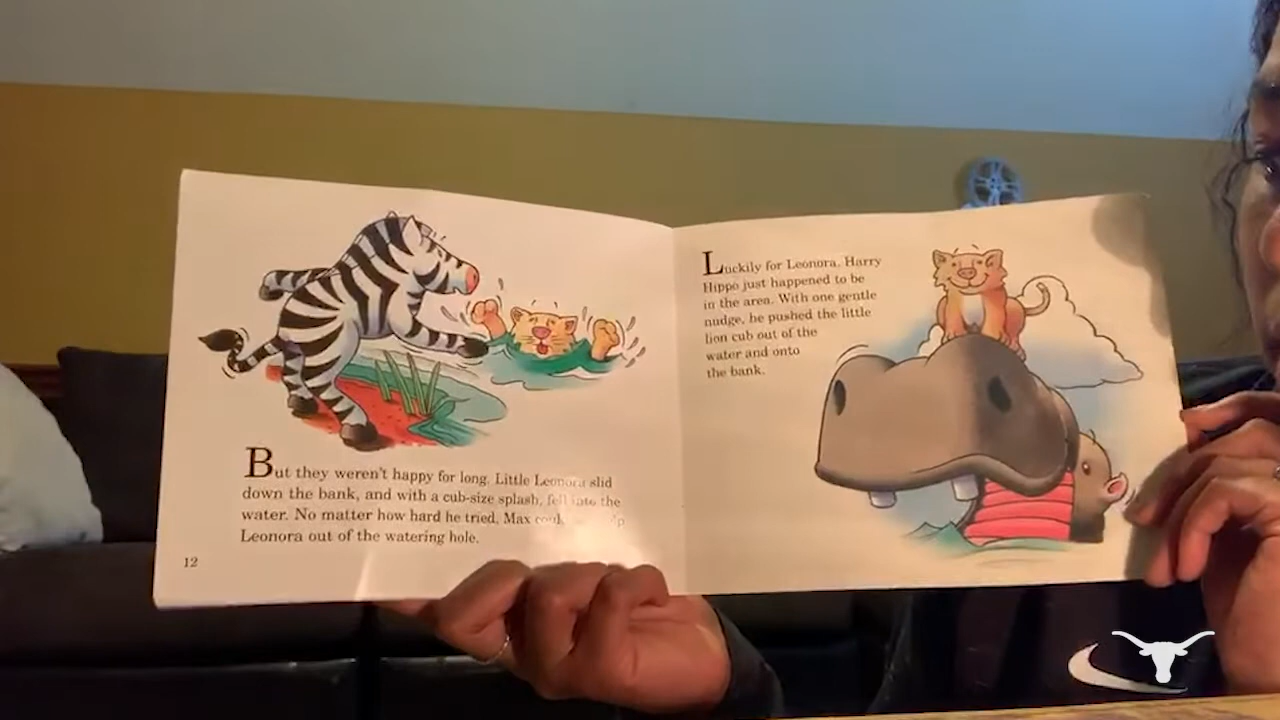 But they weren't happy for long. Little Leonora slid
down the bank, and with a cub-size splash, fell into the
water. No matter how hard he tried, Max
Leonora out of the watering hole.
12
Luckily for Leonora, Harry
Hippo just happened to be
in the area. With one gentle
nudge, he pushed the little
lion cub out of the
water and onto
the bank.